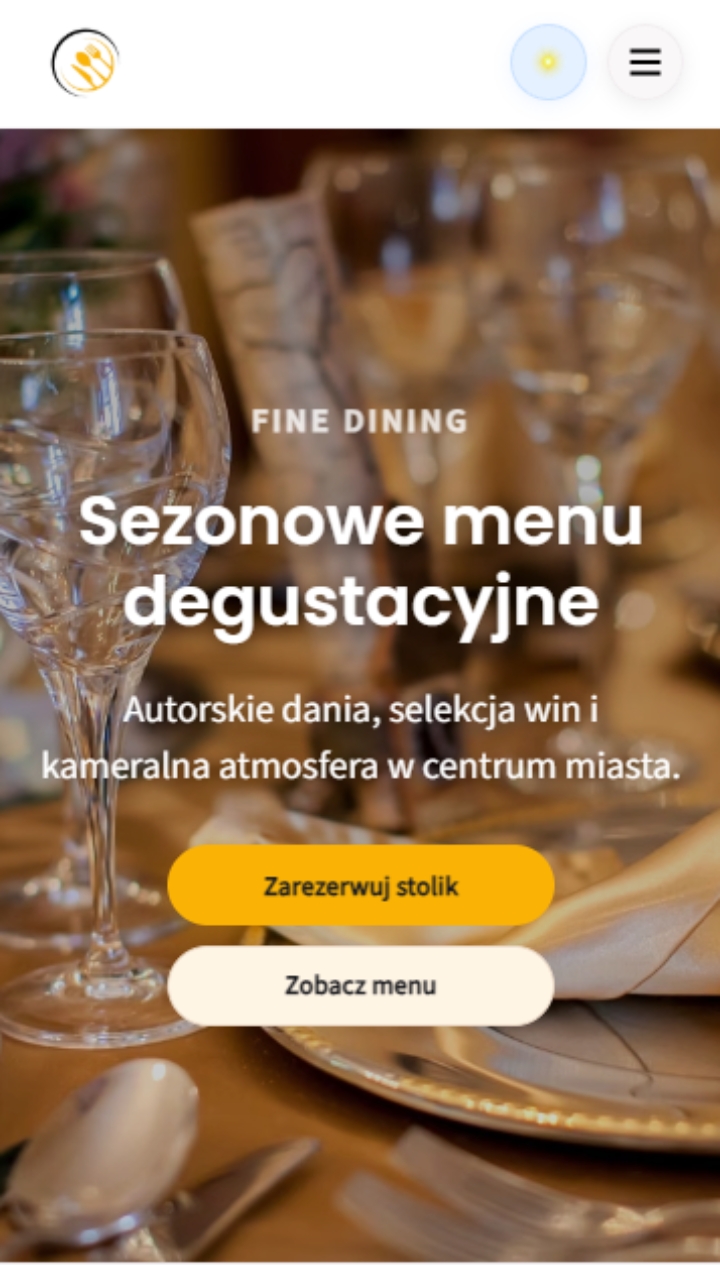 FINE DINING
Sezonowe menu
degustacyjne
Autorskie dania, selekcja win i
kameralna atmosfera w centrum miasta.
Zarezerwuj stolik
Zobacz menu